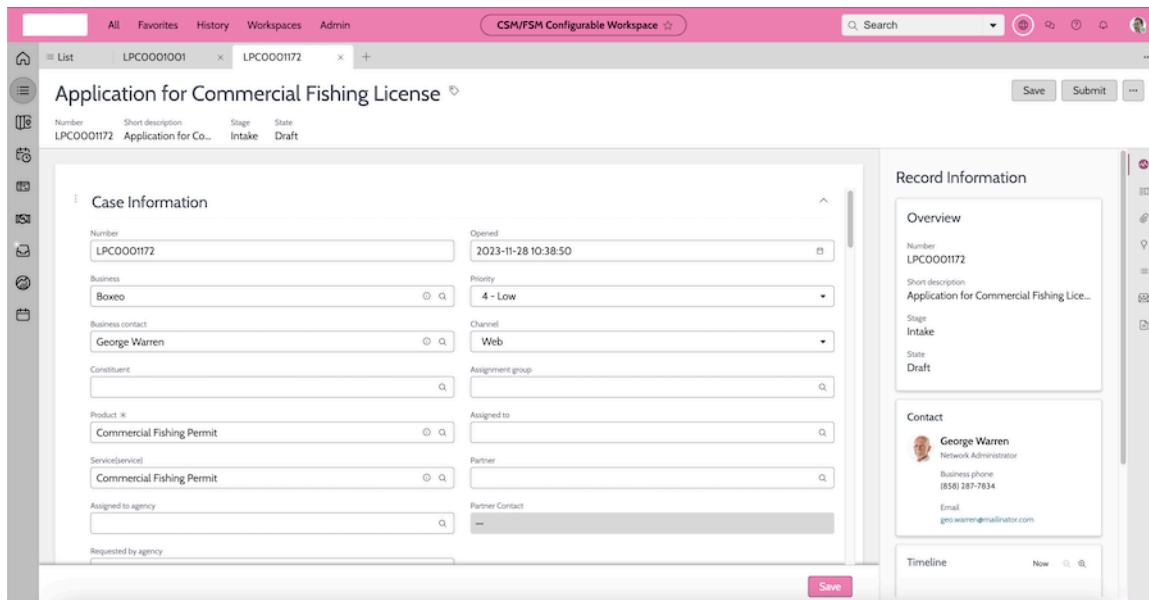 All Favorites History Workspaces Admin CSM/FSM Configurable Workspace Search
List LPC0001001 LPC0001172
Application for Commercial Fishing License Save Submit
Number Short description Stage State
LPC0001172 Application for Co... Intake Draft
Case Information
Number
LPC0001172
Opened
2023-11-28 10:38:50
Business
Boxeo
Priority
4 - Low
Business contact
George Warren
Channel
Web
Constituent
Assignment group
Product
Commercial Fishing Permit
Assigned to
Service(service)
Commercial Fishing Permit
Partner
Assigned to agency
Partner Contact
—
Requested by agency
Save
Record Information
Overview
Number
LPC0001172
Short description
Application for Commercial Fishing Lice...
Stage
Intake
State
Draft
Contact
George Warren
Network Administrator
Business phone
(858) 287-7834
Email
geo.warren@mailinator.com
Timeline Now